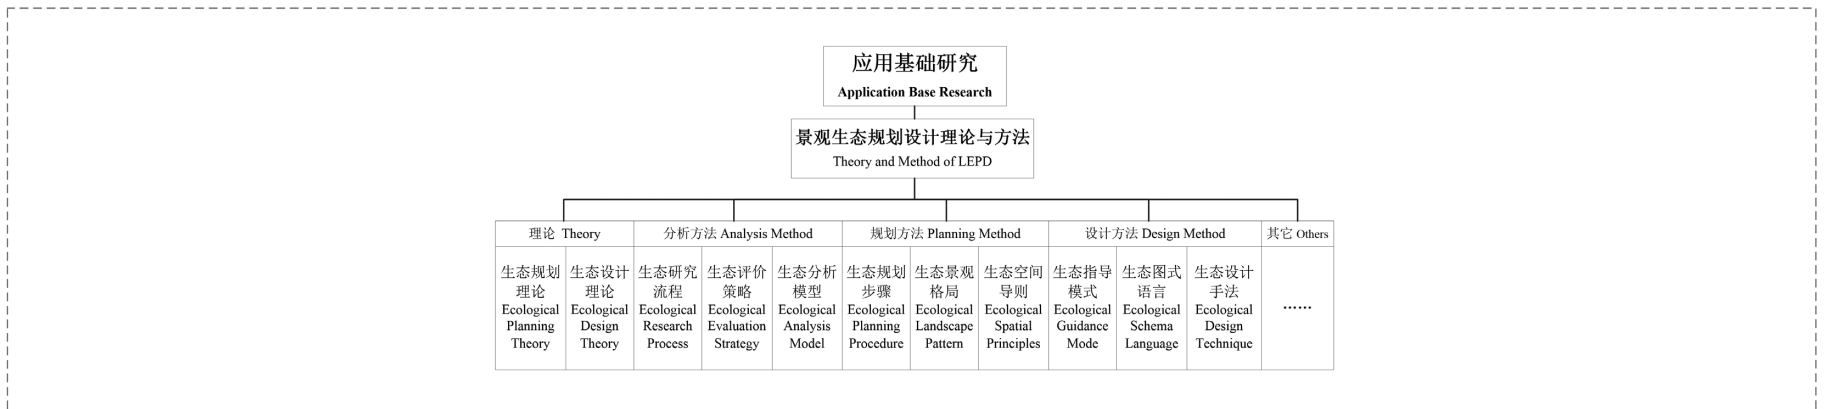 应用基础研究
Application Base Research
景观生态规划设计理论与方法
Theory and Method of LEPD
理论 Theory
分析方法 Analysis Method
规划方法 Planning Method
设计方法 Design Method
其它 Others
生态规划
理论
Ecological
Planning
Theory
生态设计
理论
Ecological
Design
Theory
生态研究
流程
Ecological
Research
Process
生态评价
策略
Ecological
Evaluation
Strategy
生态分析
模型
Ecological
Analysis
Model
生态规划
步骤
Ecological
Planning
Procedure
生态景观
格局
Ecological
Landscape
Pattern
生态空间
导则
Ecological
Spatial
Principles
生态指导
模式
Ecological
Guidance
Mode
生态图式
语言
Ecological
Schema
Language
生态设计
手法
Ecological
Design
Technique
······